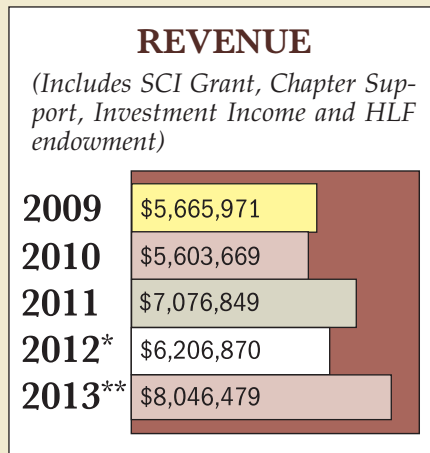 REVENUE
(Includes SCI Grant, Chapter Sup-
port, Investment Income and HLF
endowment)
2009 $5,665,971
2010 $5,603,669
2011 $7,076,849
2012* $6,206,870
2013** $8,046,479